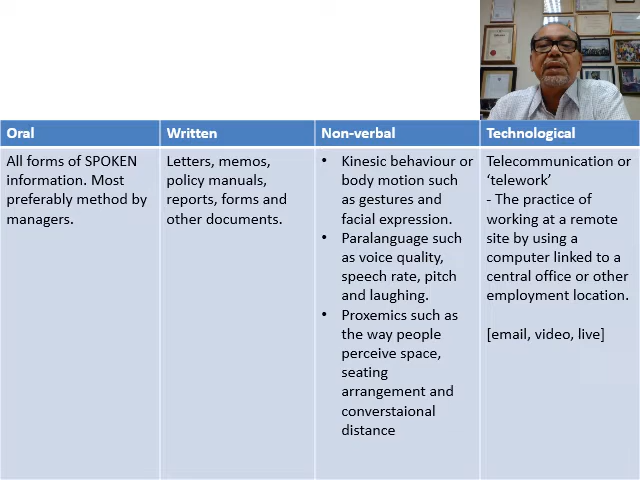 Oral
Written
Non-verbal
Technological
All forms of SPOKEN
information. Most
preferably method by
managers.
Letters, memos,
policy manuals,
reports, forms and
other documents.
• Kinesic behaviour or
body motion such
as gestures and
facial expression.
• Paralanguage such
as voice quality,
speech rate, pitch
and laughing.
• Proxemics such as
the way people
perceive space,
seating
arrangement and
converstaional
distance
Telecommunication or
‘telework’
- The practice of
working at a remote
site by using a
computer linked to a
central office or other
employment location.
[email, video, live]